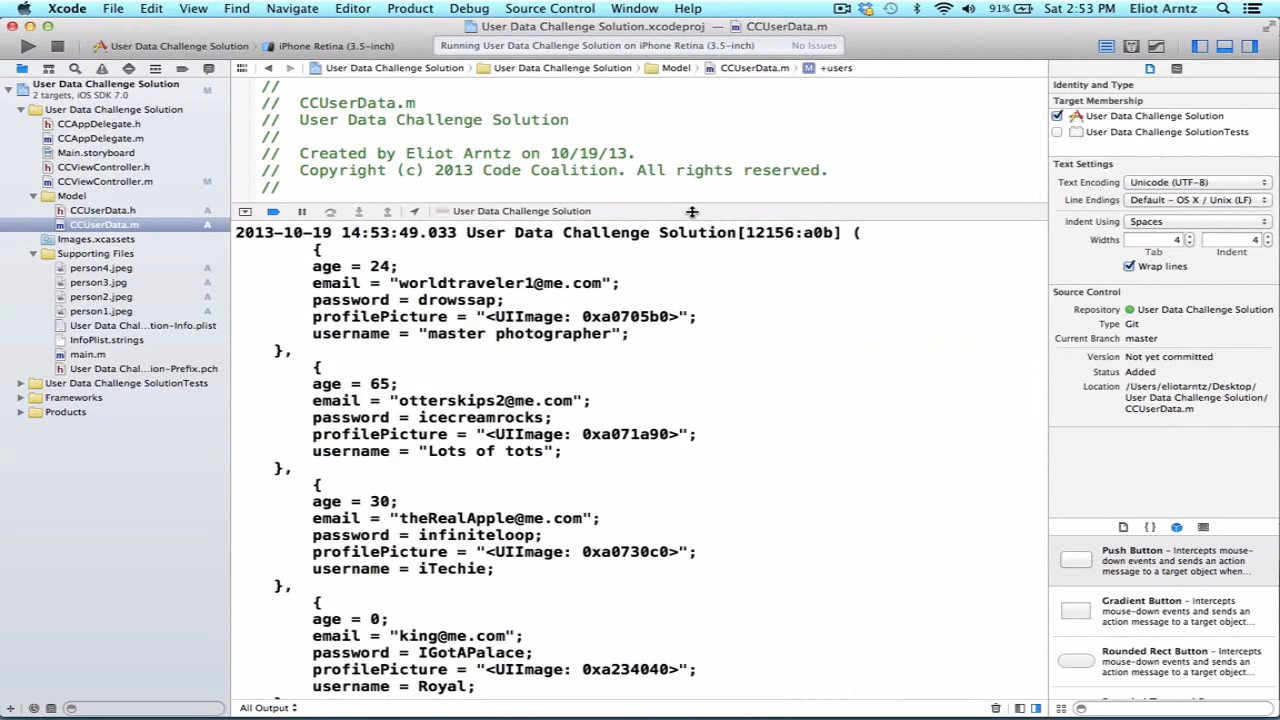 Xcode File Edit View Find Navigate Editor Product Debug Source Control Window Help 91% Sat 2:53 PM Eliot Arntz
User Data Challenge Solution.xcodeproj — CCUserData.m
User Data Challenge Solution iPhone Retina (3.5-inch) Running User Data Challenge Solution on iPhone Retina (3.5-inch) No Issues
User Data Challenge Solution User Data Challenge Solution Model CCUserData.m M +users
User Data Challenge Solution M
2 targets, iOS SDK 7.0
User Data Challenge Solution
CCAppDelegate.h
CCAppDelegate.m
Main.storyboard
CCViewController.h
CCViewController.m M
Model
CCUserData.h A
CCUserData.m A
Images.xcassets
Supporting Files
person4.jpeg A
person3.jpg A
person2.jpeg A
person1.jpeg A
User Data Chal...tion-Info.plist
InfoPlist.strings
main.m
User Data Chal...ion-Prefix.pch
User Data Challenge SolutionTests
Frameworks
Products
//
// CCUserData.m
// User Data Challenge Solution
//
// Created by Eliot Arntz on 10/19/13.
// Copyright (c) 2013 Code Coalition. All rights reserved.
//
User Data Challenge Solution
2013-10-19 14:53:49.033 User Data Challenge Solution[12156:a0b] (
{
age = 24;
email = "worldtraveler1@me.com";
password = drowssap;
profilePicture = "<UIImage: 0xa0705b0>";
username = "master photographer";
},
{
age = 65;
email = "otterskips2@me.com";
password = icecreamrocks;
profilePicture = "<UIImage: 0xa071a90>";
username = "Lots of tots";
},
{
age = 30;
email = "theRealApple@me.com";
password = infiniteloop;
profilePicture = "<UIImage: 0xa0730c0>";
username = iTechie;
},
{
age = 0;
email = "king@me.com";
password = IGotAPalace;
profilePicture = "<UIImage: 0xa234040>";
username = Royal;
All Output
Identity and Type
Target Membership
User Data Challenge Solution
User Data Challenge SolutionTests
Text Settings
Text Encoding Unicode (UTF-8)
Line Endings Default - OS X / Unix (LF)
Indent Using Spaces
Widths 4 4
Tab Indent
Wrap lines
Source Control
Repository User Data Challenge Solution
Type Git
Current Branch master
Version Not yet committed
Status Added
Location /Users/eliotarntz/Desktop/
User Data Challenge Solution/
CCUserData.m
Push Button - Intercepts mouse-
down events and sends an action
message to a target object when...
Gradient Button - Intercepts
mouse-down events and sends an
action message to a target object...
Rounded Rect Button - Intercepts
mouse-down events and sends an
action message to a target object...